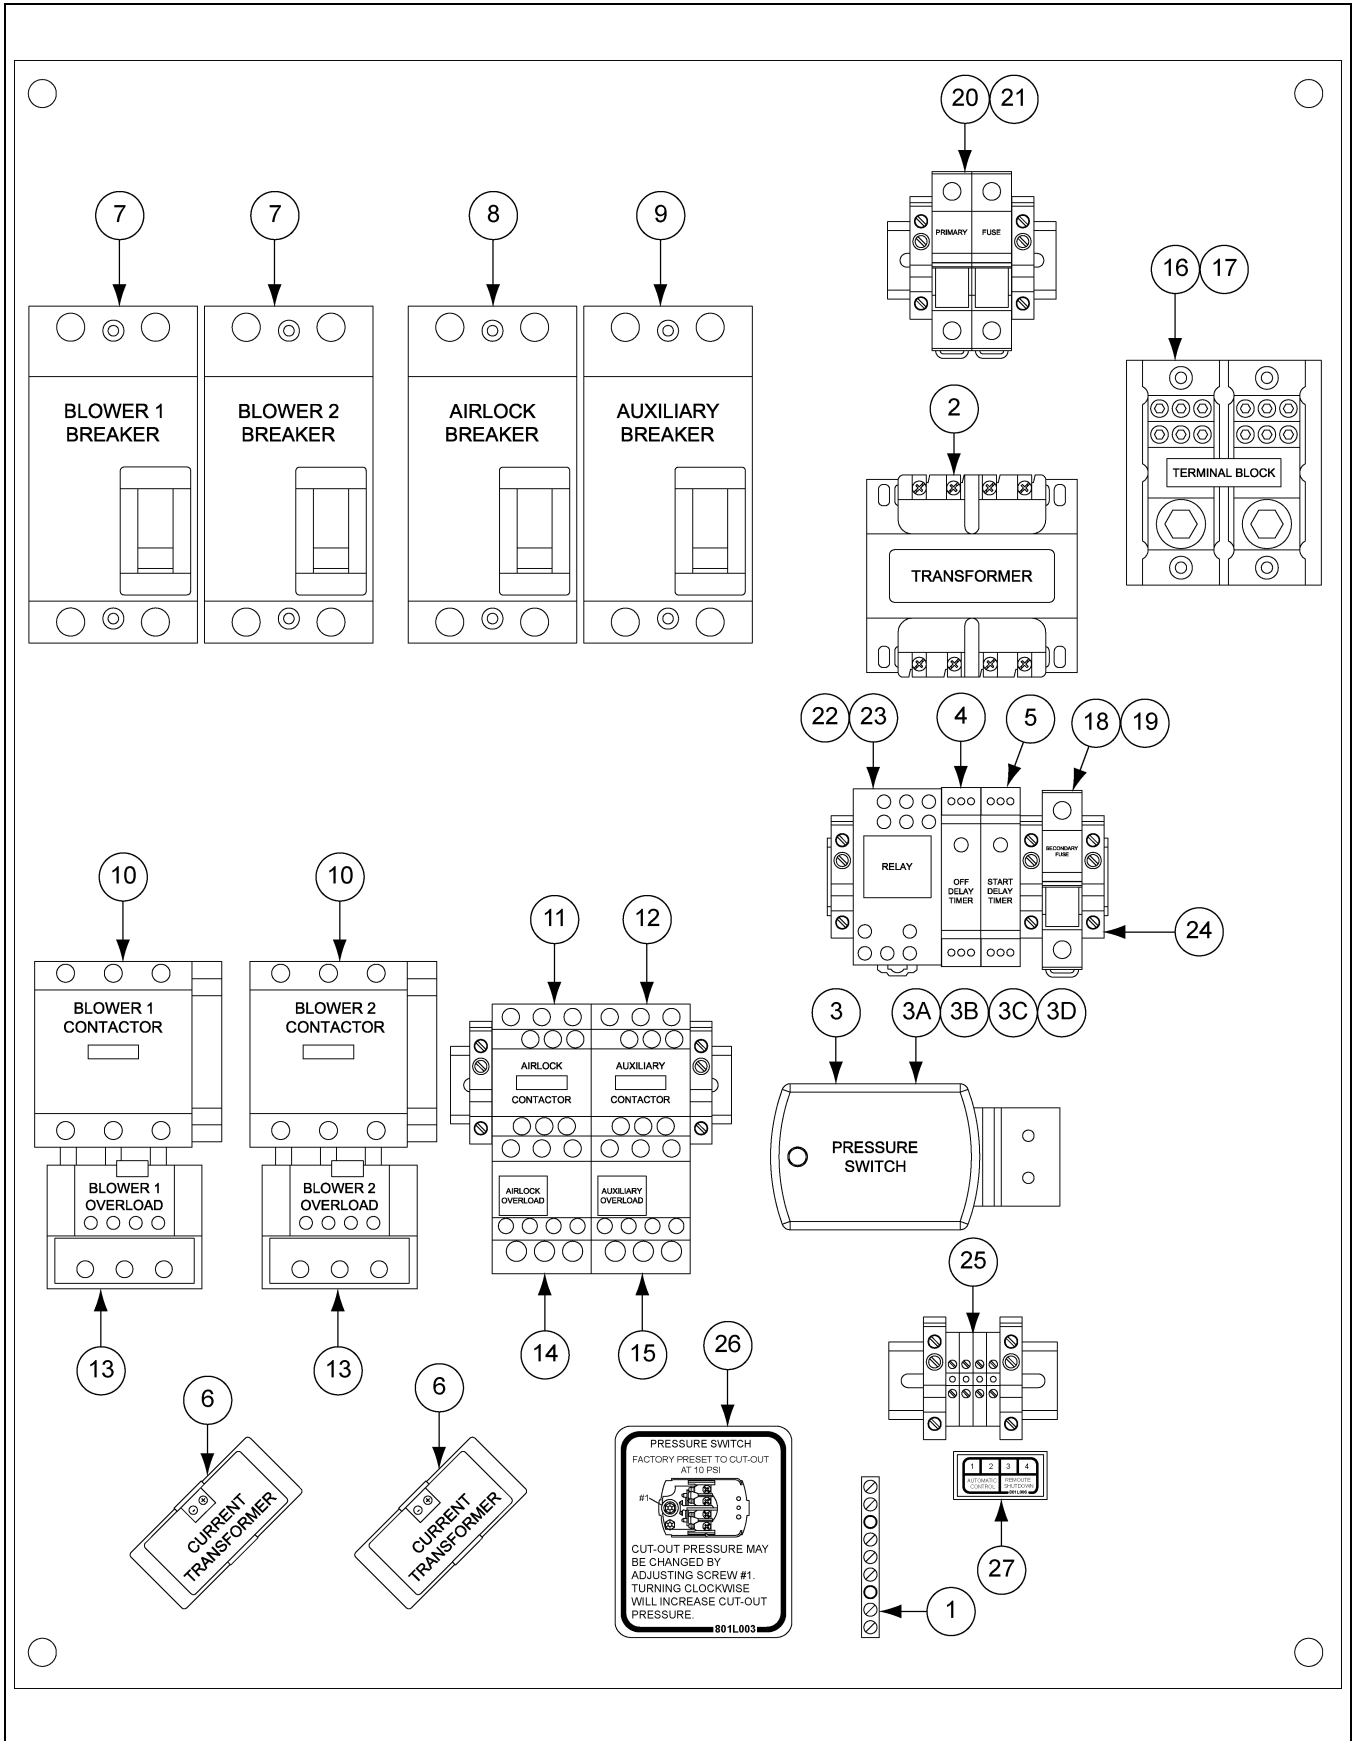 20 21
7 7 8 9
PRIMARY FUSE
16 17
BLOWER 1
BREAKER
BLOWER 2
BREAKER
AIRLOCK
BREAKER
AUXILIARY
BREAKER
2
TERMINAL BLOCK
TRANSFORMER
22 23 4 5 18 19
RELAY
OFF
DELAY
TIMER
START
DELAY
TIMER
SECONDARY
FUSE
24
10 10 11 12
BLOWER 1
CONTACTOR
BLOWER 2
CONTACTOR
AIRLOCK
CONTACTOR
AUXILIARY
CONTACTOR
3 3A 3B 3C 3D
PRESSURE
SWITCH
BLOWER 1
OVERLOAD
BLOWER 2
OVERLOAD
AIRLOCK
OVERLOAD
AUXILIARY
OVERLOAD
13 13 14 15
25
6 6
CURRENT
TRANSFORMER
CURRENT
TRANSFORMER
26
PRESSURE SWITCH
FACTORY PRESET TO CUT-OUT
AT 10 PSI
#1
CUT-OUT PRESSURE MAY
BE CHANGED BY
ADJUSTING SCREW #1.
TURNING CLOCKWISE
WILL INCREASE CUT-OUT
PRESSURE.
801L003
1 2 3 4
AUTOMATIC
CONTROL
REMOUTE
SHUTDOWN
801L006
27
1